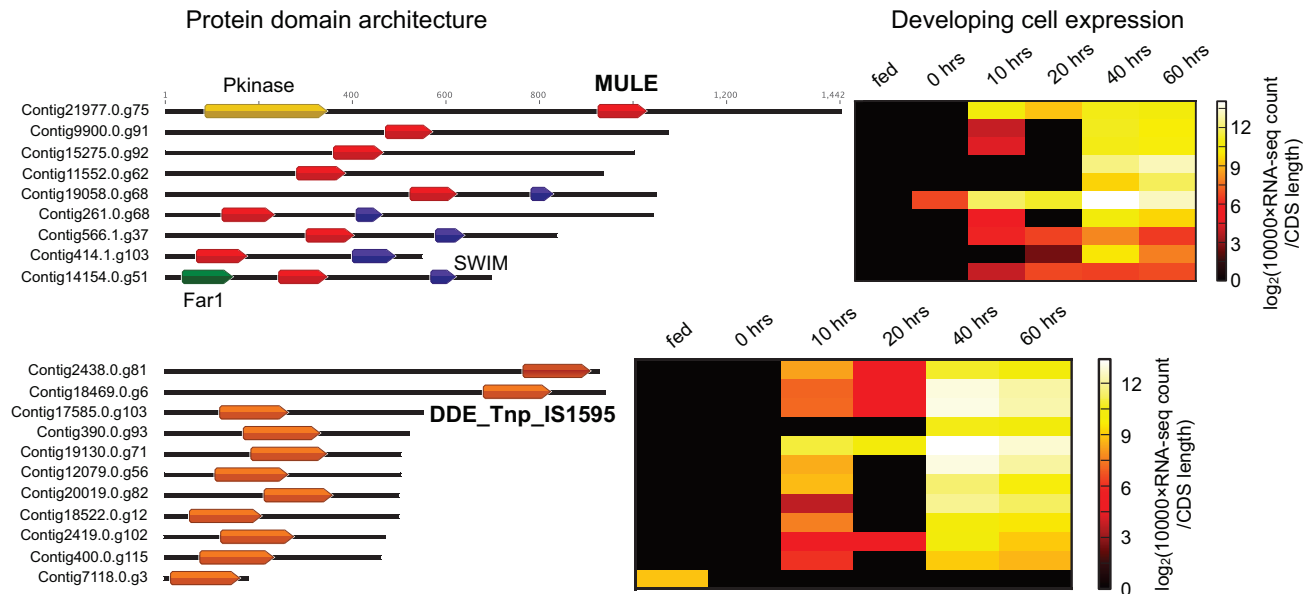 Protein domain architecture
Developing cell expression
fed 0 hrs 10 hrs 20 hrs 40 hrs 60 hrs
Pkinase
MULE
1 400 600 800 1,200 1,442
Contig21977.0.g75
Contig9900.0.g91
Contig15275.0.g92
Contig11552.0.g62
Contig19058.0.g68
Contig261.0.g68
Contig566.1.g37
Contig414.1.g103
SWIM
Contig14154.0.g51
Far1
12
9
6
3
0
log₂(10000×RNA-seq count
/CDS length)
fed 0 hrs 10 hrs 20 hrs 40 hrs 60 hrs
Contig2438.0.g81
Contig18469.0.g6
Contig17585.0.g103
DDE_Tnp_IS1595
Contig390.0.g93
Contig19130.0.g71
Contig12079.0.g56
Contig20019.0.g82
Contig18522.0.g12
Contig2419.0.g102
Contig400.0.g115
Contig7118.0.g3
12
9
6
3
0
log₂(10000×RNA-seq count
/CDS length)